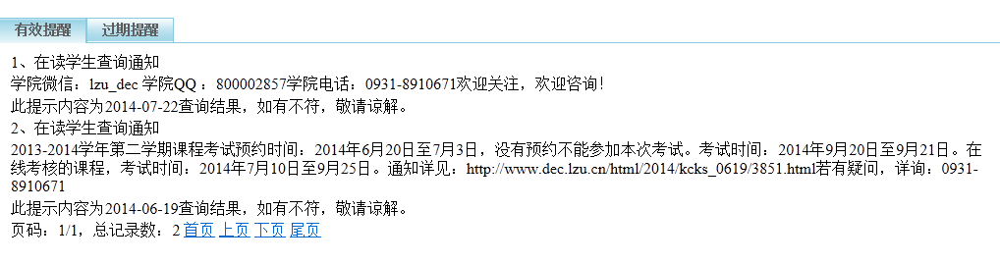 有效提醒 过期提醒
1、在读学生查询通知
学院微信：lzu_dec 学院QQ： 800002857学院电话：0931-8910671欢迎关注，欢迎咨询！
此提示内容为2014-07-22查询结果，如有不符，敬请谅解。
2、在读学生查询通知
2013-2014学年第二学期课程考试预约时间：2014年6月20日至7月3日，没有预约不能参加本次考试。考试时间：2014年9月20日至9月21日。在
线考核的课程，考试时间：2014年7月10日至9月25日。通知详见：http://www.dec.lzu.cn/html/2014/kcks_0619/3851.html若有疑问，详询：0931-
8910671
此提示内容为2014-06-19查询结果，如有不符，敬请谅解。
页码：1/1，总记录数：2 首页 上页 下页 尾页